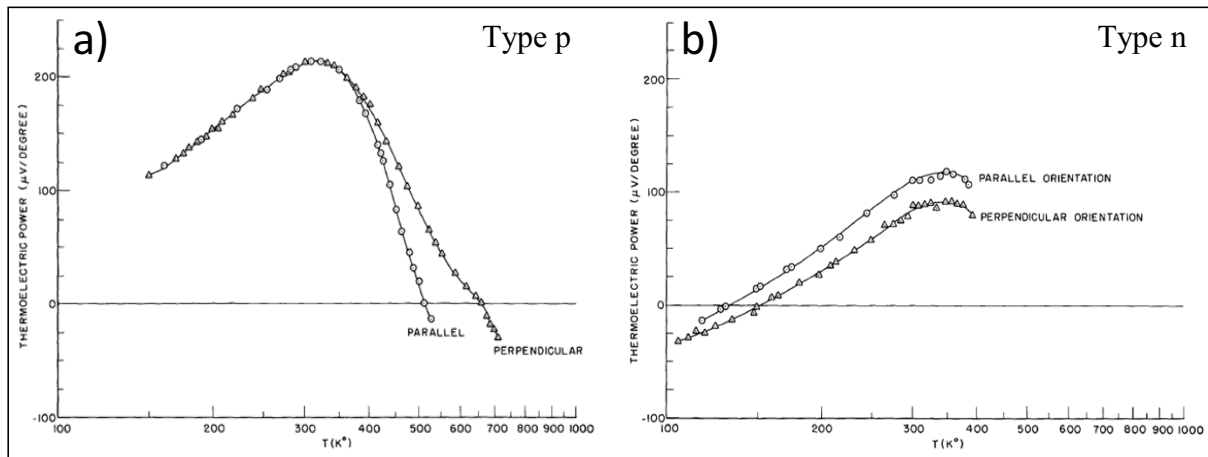 a)
Type p
THERMOELECTRIC POWER (μV/DEGREE)
200
100
0
-100
PARALLEL
PERPENDICULAR
100
200
300
400
500
600
700
800
900
1000
T(K°)
b)
Type n
THERMOELECTRIC POWER (μV/DEGREE)
200
100
0
-100
PARALLEL ORIENTATION
PERPENDICULAR ORIENTATION
100
200
300
400
500
600
700
800
900
1000
T(K°)